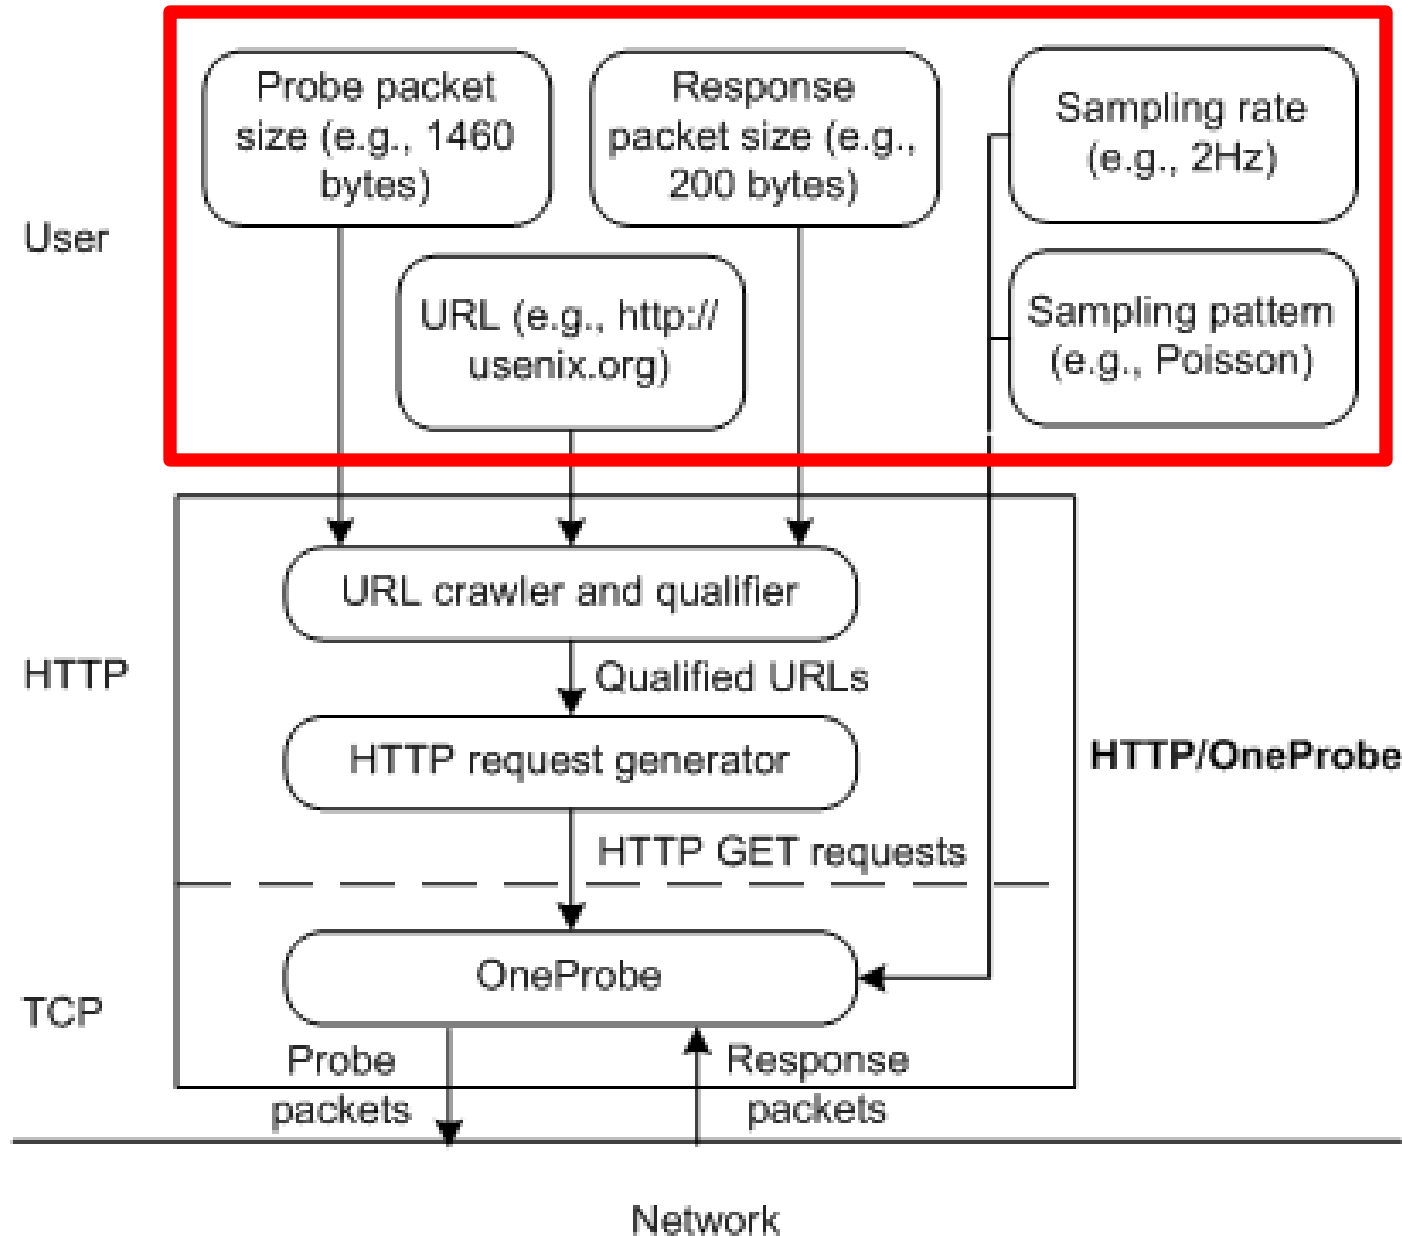 Probe packet
size (e.g., 1460
bytes)
Response
packet size (e.g.,
200 bytes)
Sampling rate
(e.g., 2Hz)
User
URL (e.g., http://
usenix.org)
Sampling pattern
(e.g., Poisson)
URL crawler and qualifier
HTTP
Qualified URLs
HTTP request generator
HTTP/OneProbe
HTTP GET requests
OneProbe
TCP
Probe
packets
Response
packets
Network